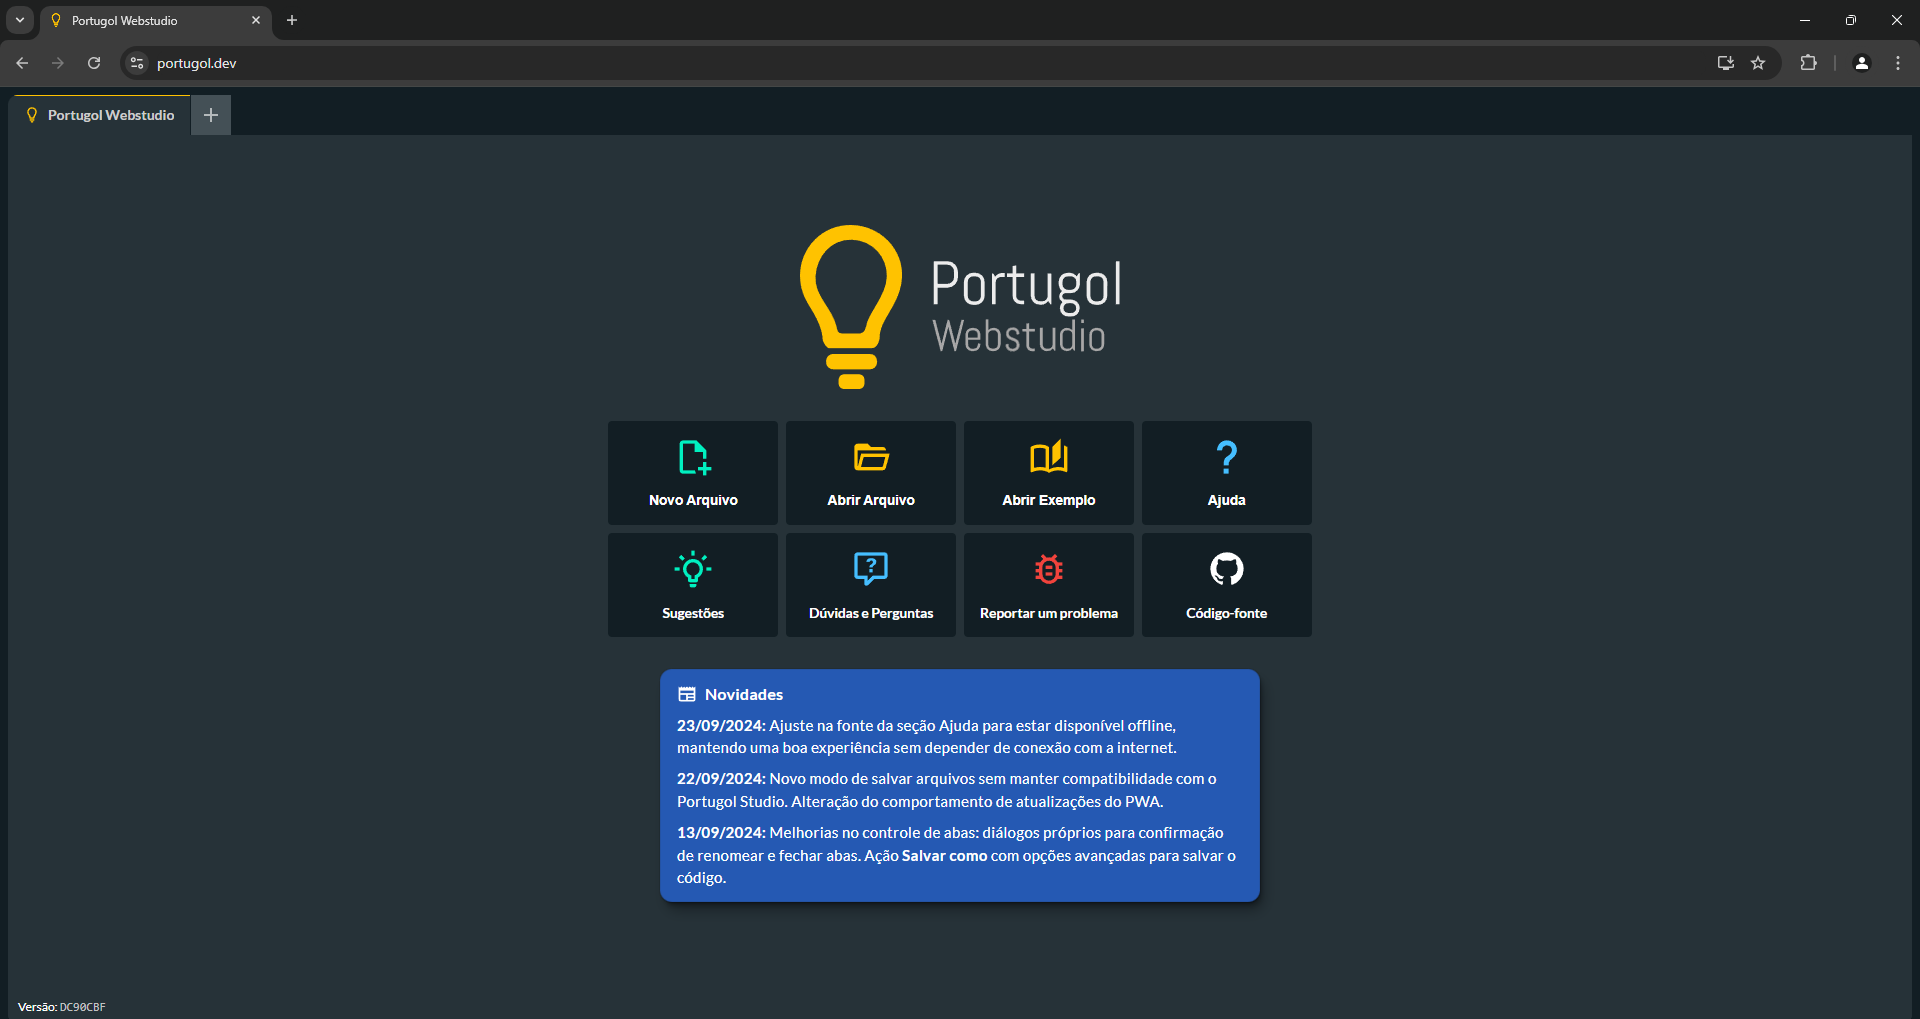 Portugol Webstudio
portugol.dev
Portugol Webstudio
Portugol
Webstudio
Novo Arquivo
Abrir Arquivo
Abrir Exemplo
Ajuda
Sugestões
Dúvidas e Perguntas
Reportar um problema
Código-fonte
Novidades
23/09/2024: Ajuste na fonte da seção Ajuda para estar disponível offline,
mantendo uma boa experiência sem depender de conexão com a internet.
22/09/2024: Novo modo de salvar arquivos sem manter compatibilidade com o
Portugol Studio. Alteração do comportamento de atualizações do PWA.
13/09/2024: Melhorias no controle de abas: diálogos próprios para confirmação
de renomear e fechar abas. Ação Salvar como com opções avançadas para salvar o
código.
Versão: DC90CBF